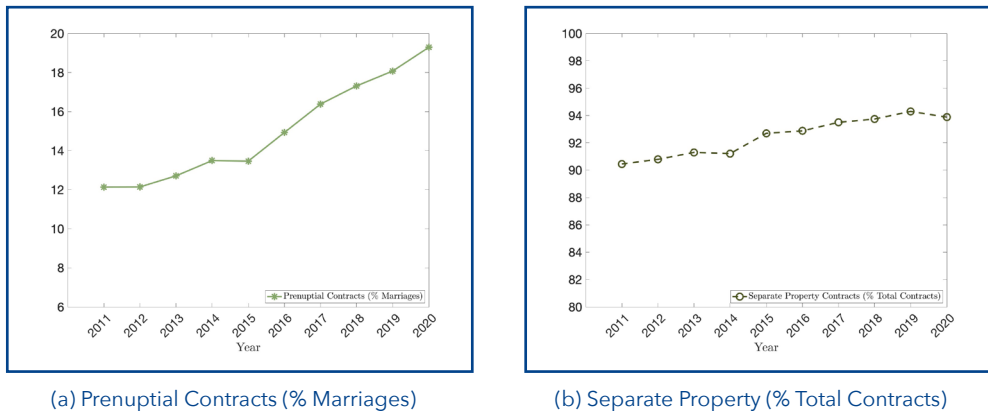 20
18
16
14
12
10
8
6
Prenuptial Contracts (% Marriages)
2011 2012 2013 2014 2015 2016 2017 2018 2019 2020
Year
(a) Prenuptial Contracts (% Marriages)
100
98
96
94
92
90
88
86
84
82
80
Separate Property Contracts (% Total Contracts)
2011 2012 2013 2014 2015 2016 2017 2018 2019 2020
Year
(b) Separate Property (% Total Contracts)